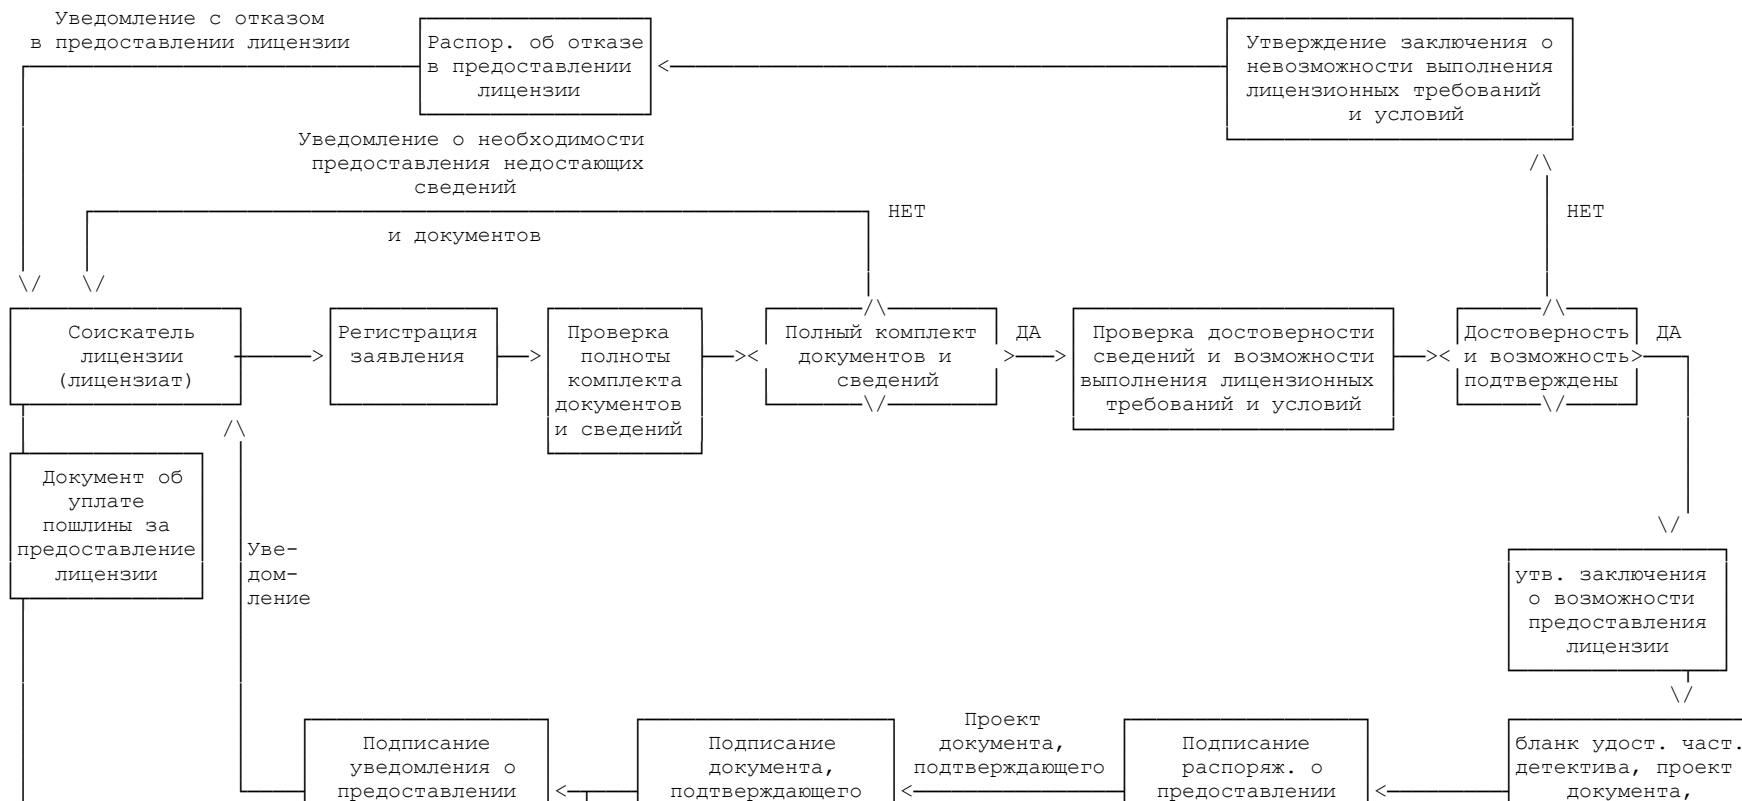 Уведомление с отказом
в предоставлении лицензии
Распор. об отказе
в предоставлении
лицензии
Утверждение заключения о
невозможности выполнения
лицензионных требований
и условий
Уведомление о необходимости
предоставления недостающих
сведений
НЕТ
и документов
НЕТ
Соискатель
лицензии
(лицензиат)
Регистрация
заявления
Проверка
полноты
комплекта
документов
и сведений
Полный комплект
документов и
сведений
ДА
Проверка достоверности
сведений и возможности
выполнения лицензионных
требований и условий
Достоверность
и возможность
подтверждены
ДА
Документ об
уплате
пошлины за
предоставление
лицензии
Уве-
дом-
ление
утв. заключения
о возможности
предоставления
лицензии
Подписание
уведомления о
предоставлении
Подписание
документа,
подтверждающего
Проект
документа,
подтверждающего
Подписание
распоряж. о
предоставлении
бланк удост. част.
детектива, проект
документа,